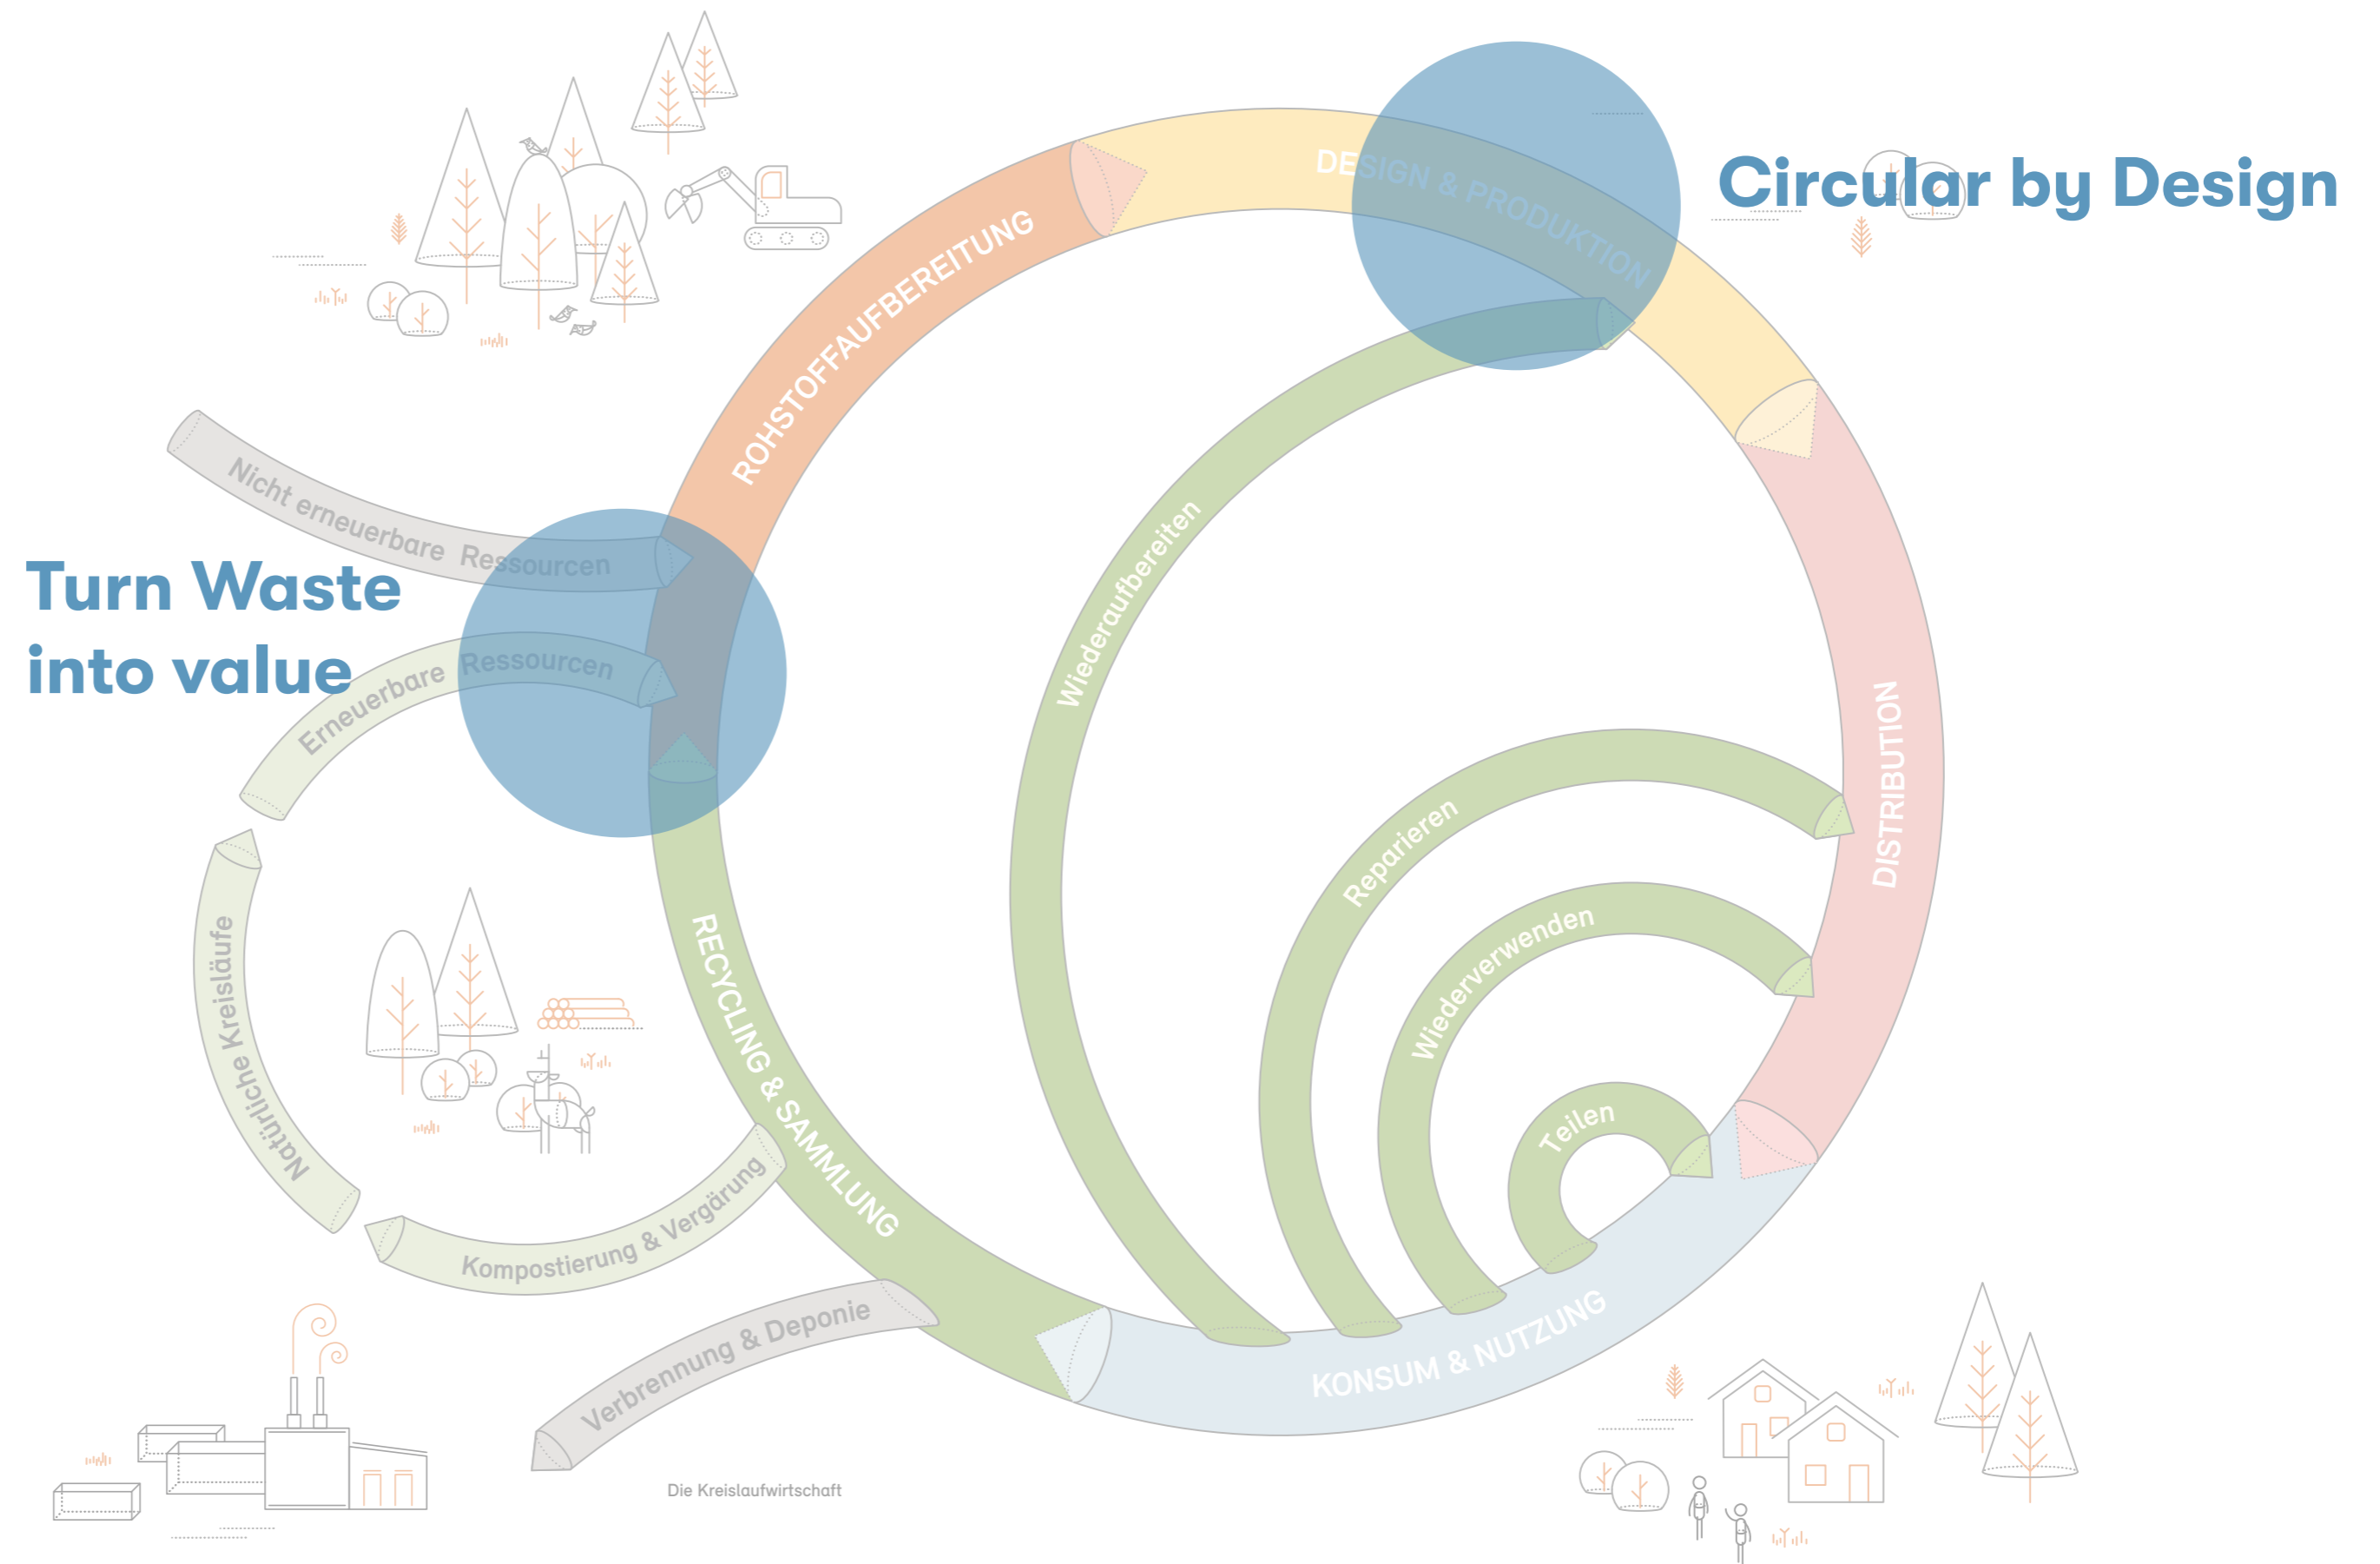 DESIGN & PRODUKTION
Circular by Design
ROHSTOFFAUFBEREITUNG
Nicht erneuerbare Ressourcen
Turn Waste
into value
Erneuerbare Ressourcen
Wiederaufbereiten
DISTRIBUTION
Reparieren
Wiederverwenden
Teilen
Natürliche Kreisläufe
RECYCLING & SAMMLUNG
Kompostierung & Vergärung
Verbrennung & Deponie
KONSUM & NUTZUNG
Die Kreislaufwirtschaft